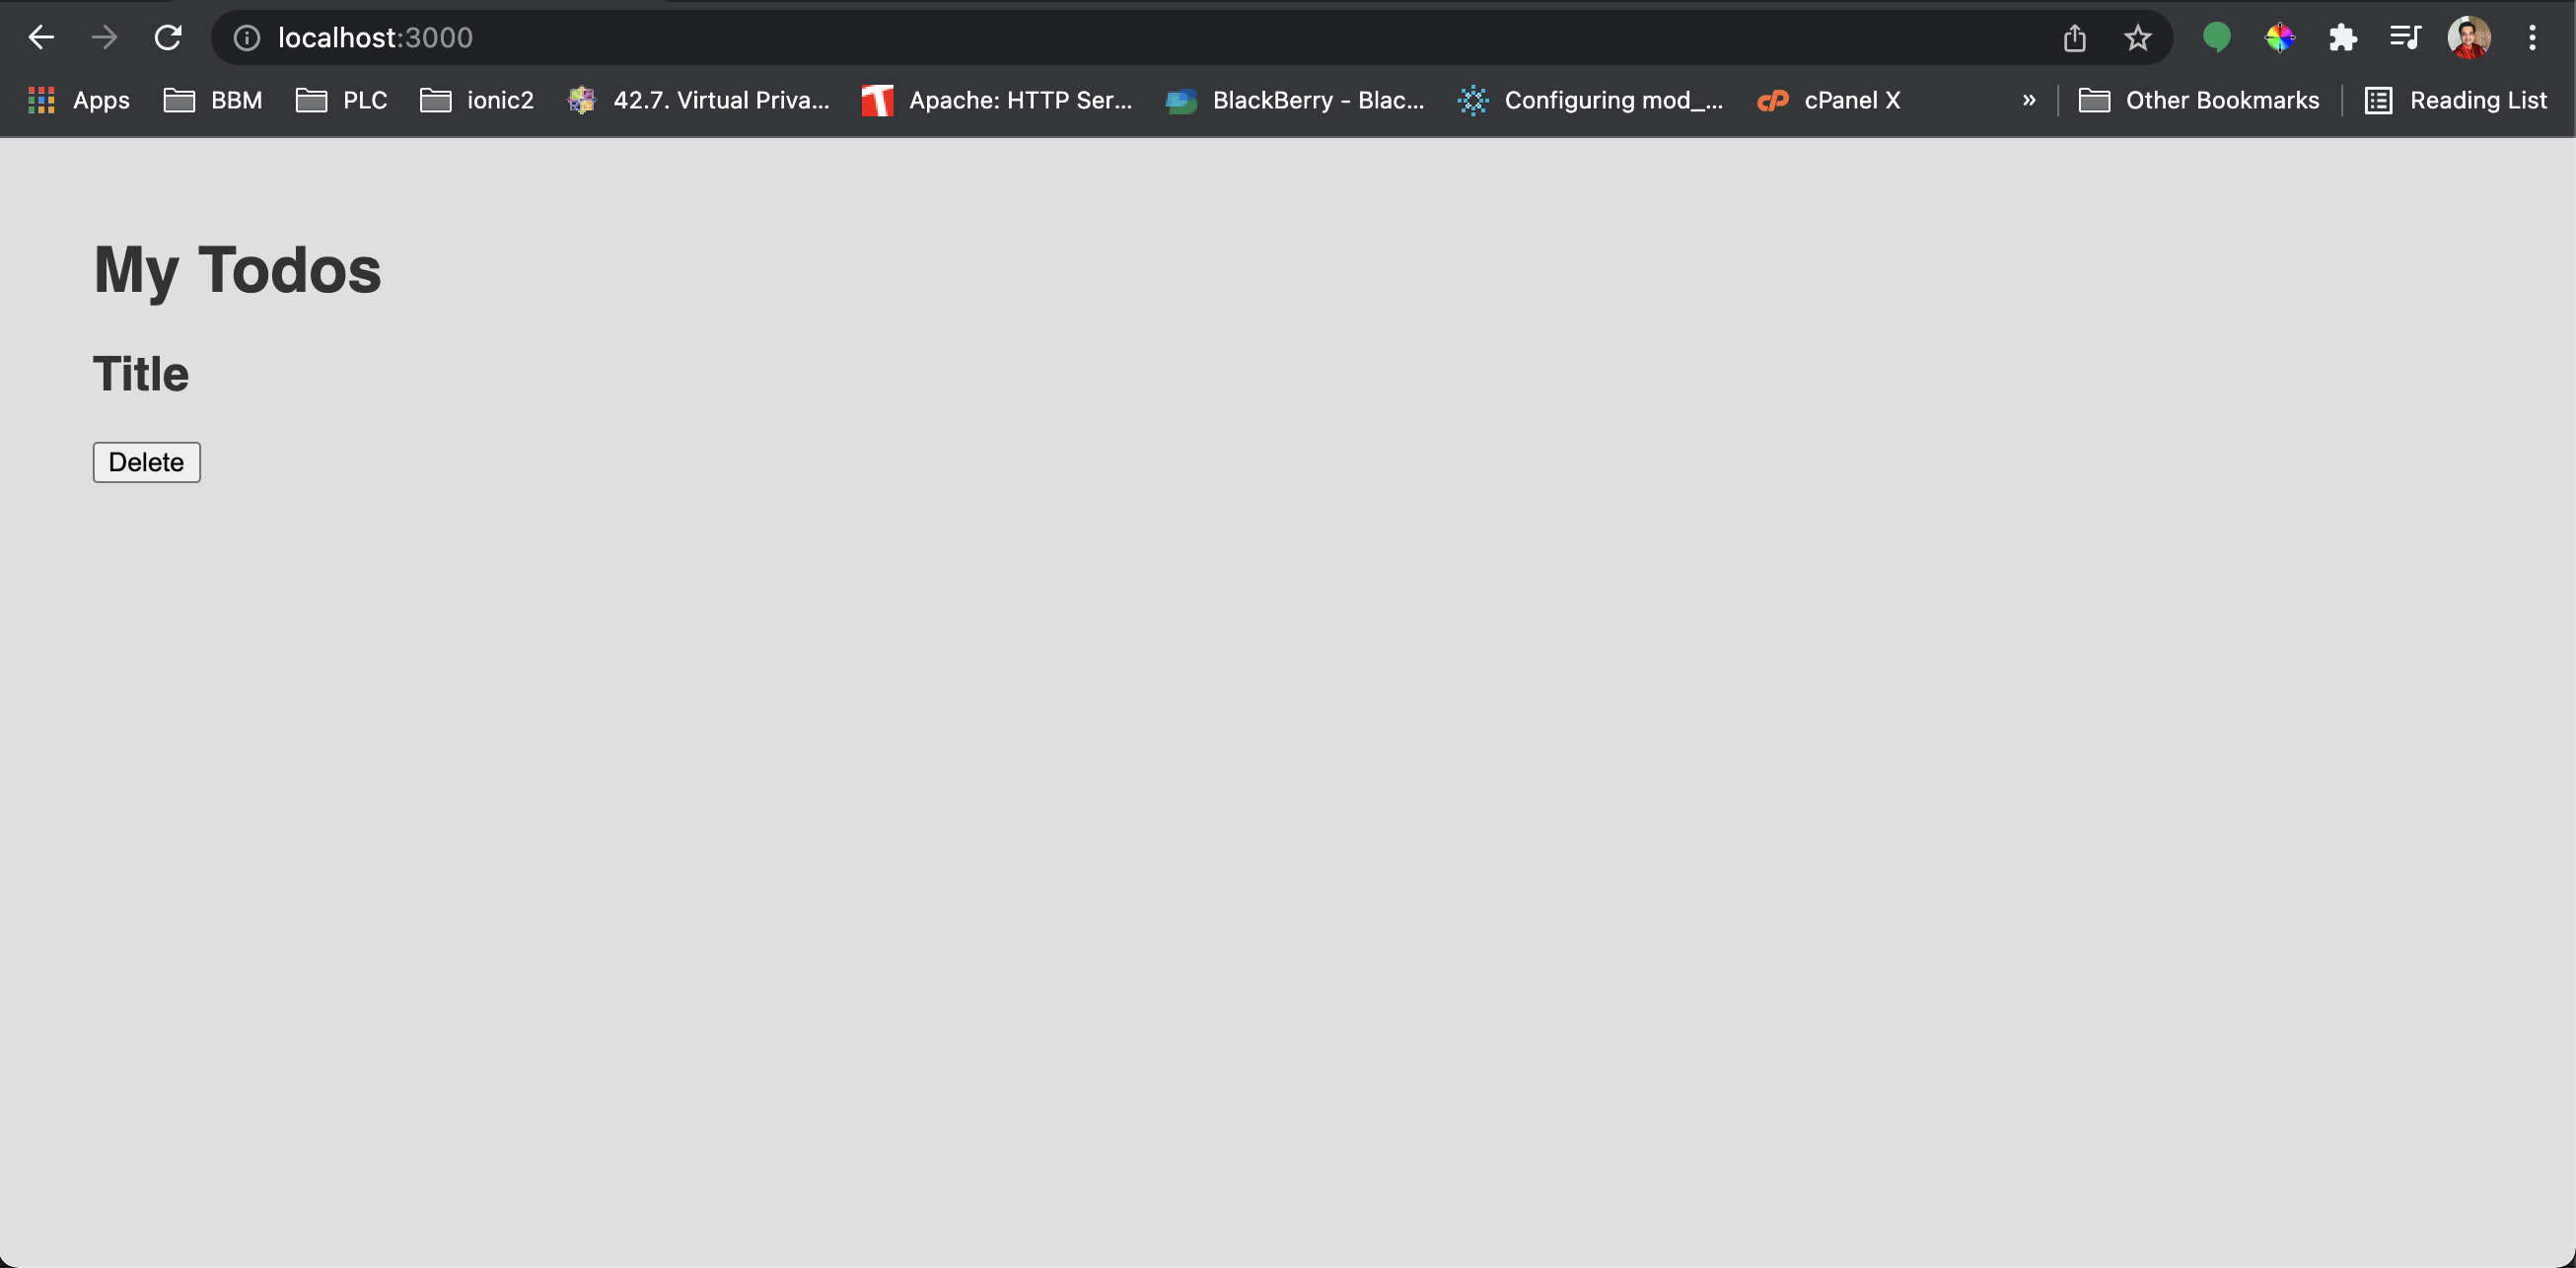 localhost:3000
Apps BBM PLC ionic2 42.7. Virtual Priva... Apache: HTTP Ser... BlackBerry - Blac... Configuring mod_... cP cPanel X » Other Bookmarks Reading List
My Todos
Title
Delete